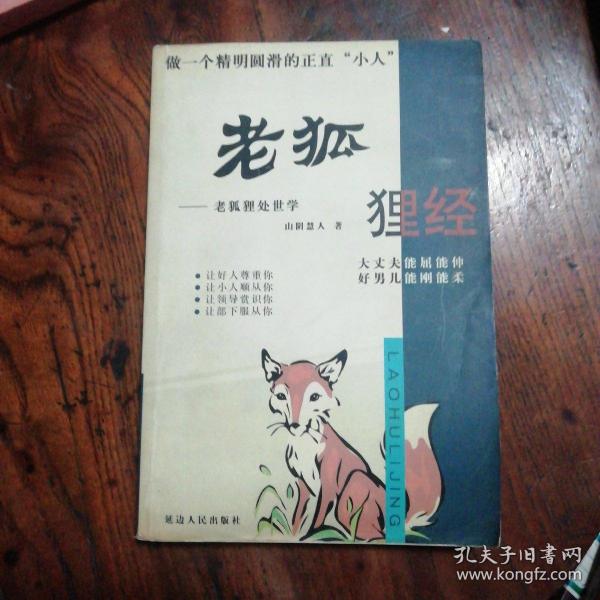 做一个精明圆滑的正直“小人”
老狐
狸经
——老狐狸处世学
山阴慧人 著
大丈夫能屈能伸
好男儿能刚能柔
●让好人尊重你
●让小人顺从你
●让领导赏识你
●让部下服从你
LAOHULIJING
延边人民出版社
孔夫子旧书网
www.kongfz.com